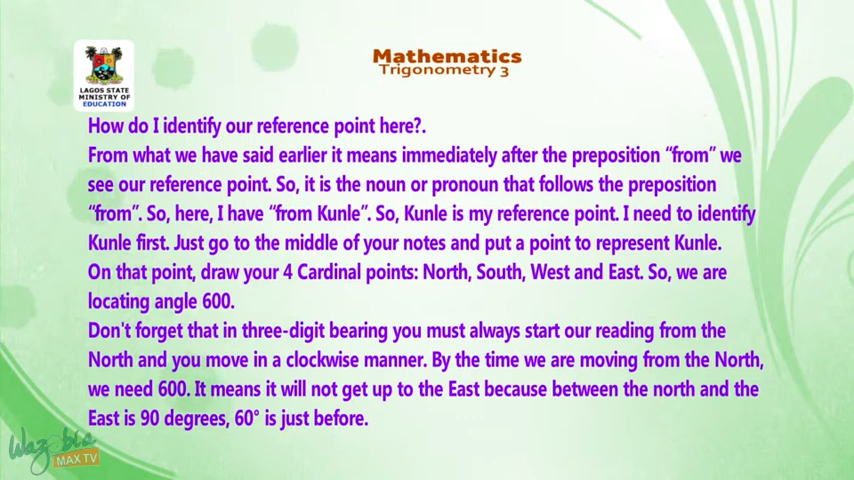 Mathematics
Trigonometry 3
LAGOS STATE
MINISTRY OF
EDUCATION
How do I identify our reference point here?.
From what we have said earlier it means immediately after the preposition “from” we
see our reference point. So, it is the noun or pronoun that follows the preposition
“from”. So, here, I have “from Kunle”. So, Kunle is my reference point. I need to identify
Kunle first. Just go to the middle of your notes and put a point to represent Kunle.
On that point, draw your 4 Cardinal points: North, South, West and East. So, we are
locating angle 600.
Don't forget that in three-digit bearing you must always start our reading from the
North and you move in a clockwise manner. By the time we are moving from the North,
we need 600. It means it will not get up to the East because between the north and the
East is 90 degrees, 60° is just before.
Wazobia
MAX TV